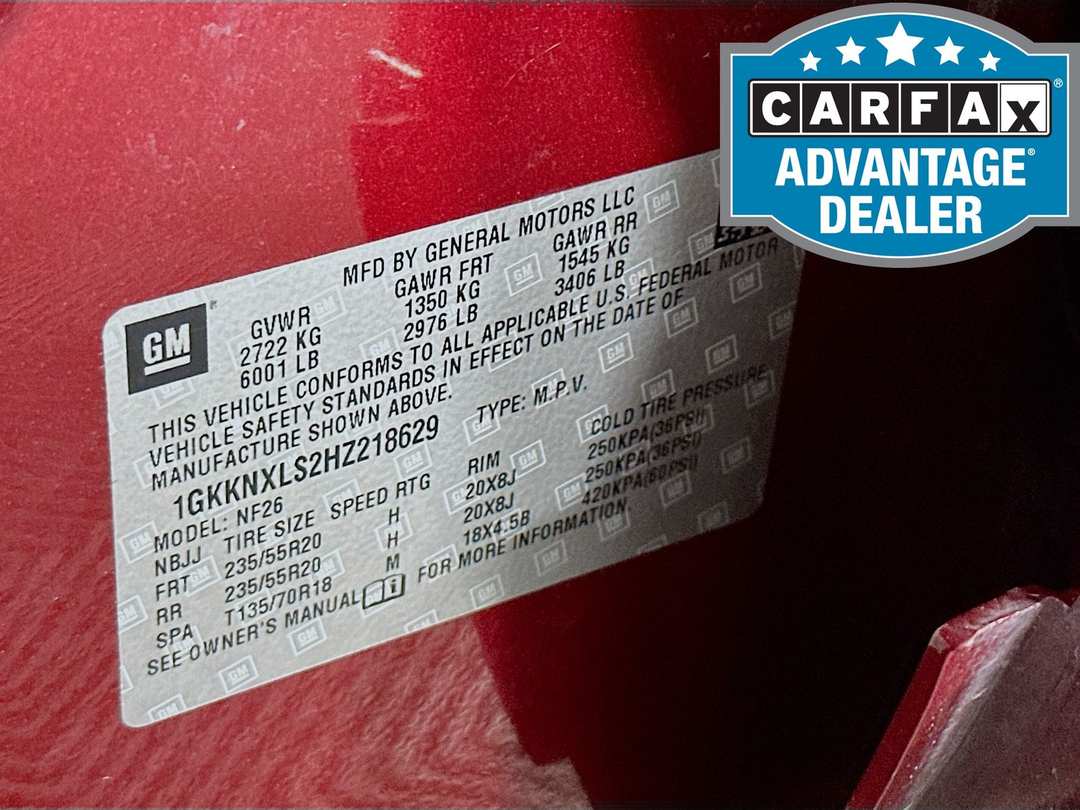 CARFAX®
ADVANTAGE®
DEALER
GM
MFD BY GENERAL MOTORS LLC
GVWR GAWR FRT GAWR RR
2722 KG 1350 KG 1545 KG
6001 LB 2976 LB 3406 LB
THIS VEHICLE CONFORMS TO ALL APPLICABLE U.S. FEDERAL MOTOR
VEHICLE SAFETY STANDARDS IN EFFECT ON THE DATE OF
MANUFACTURE SHOWN ABOVE.
1GKKNXLS2HZ218629 TYPE: M.P.V.
MODEL: NF26
NBJJ TIRE SIZE SPEED RTG RIM COLD TIRE PRESSURE
FRT 235/55R20 H 20X8J 250KPA(36PSI)
RR 235/55R20 H 20X8J 250KPA(36PSI)
SPA T135/70R18 M 18X4.5B 420KPA(60PSI)
SEE OWNER'S MANUAL i FOR MORE INFORMATION.